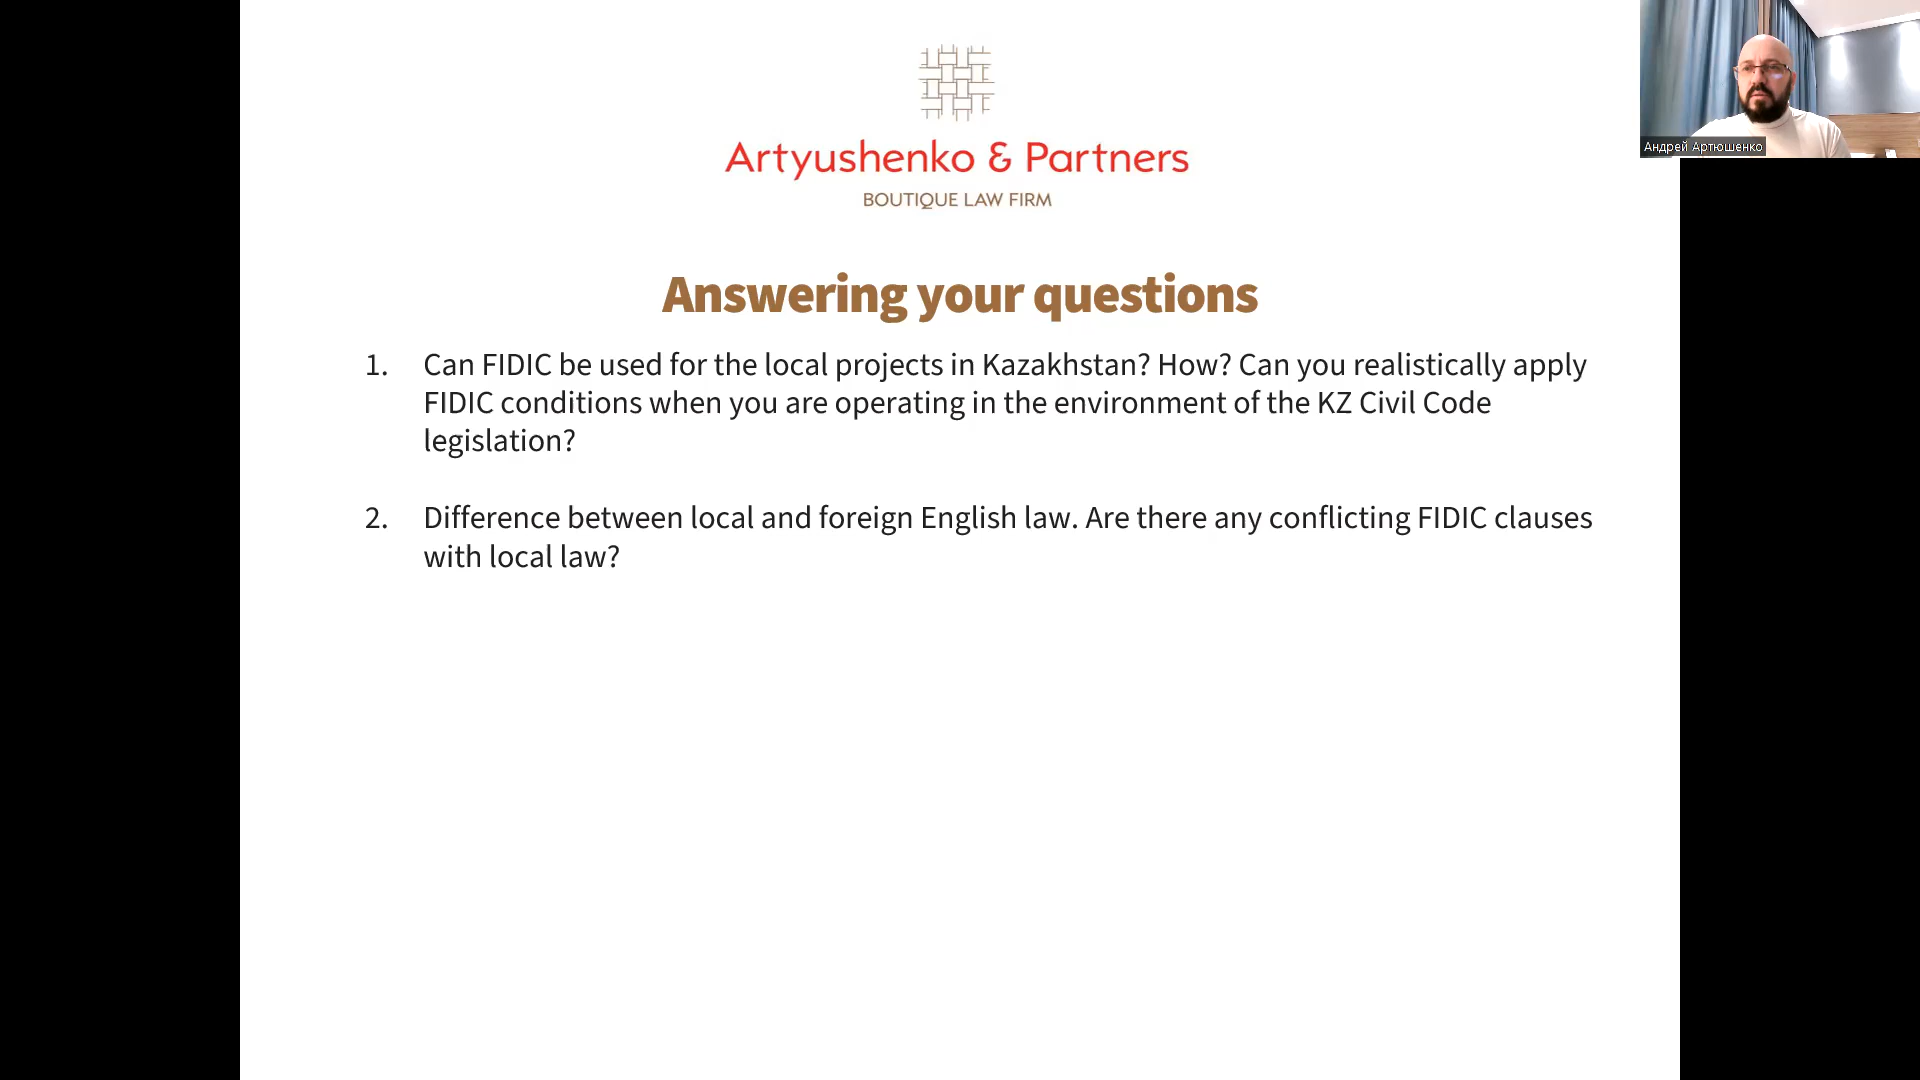 Artyushenko & Partners
BOUTIQUE LAW FIRM
Андрей Артюшенко
Answering your questions
1. Can FIDIC be used for the local projects in Kazakhstan? How? Can you realistically apply
FIDIC conditions when you are operating in the environment of the KZ Civil Code
legislation?
2. Difference between local and foreign English law. Are there any conflicting FIDIC clauses
with local law?